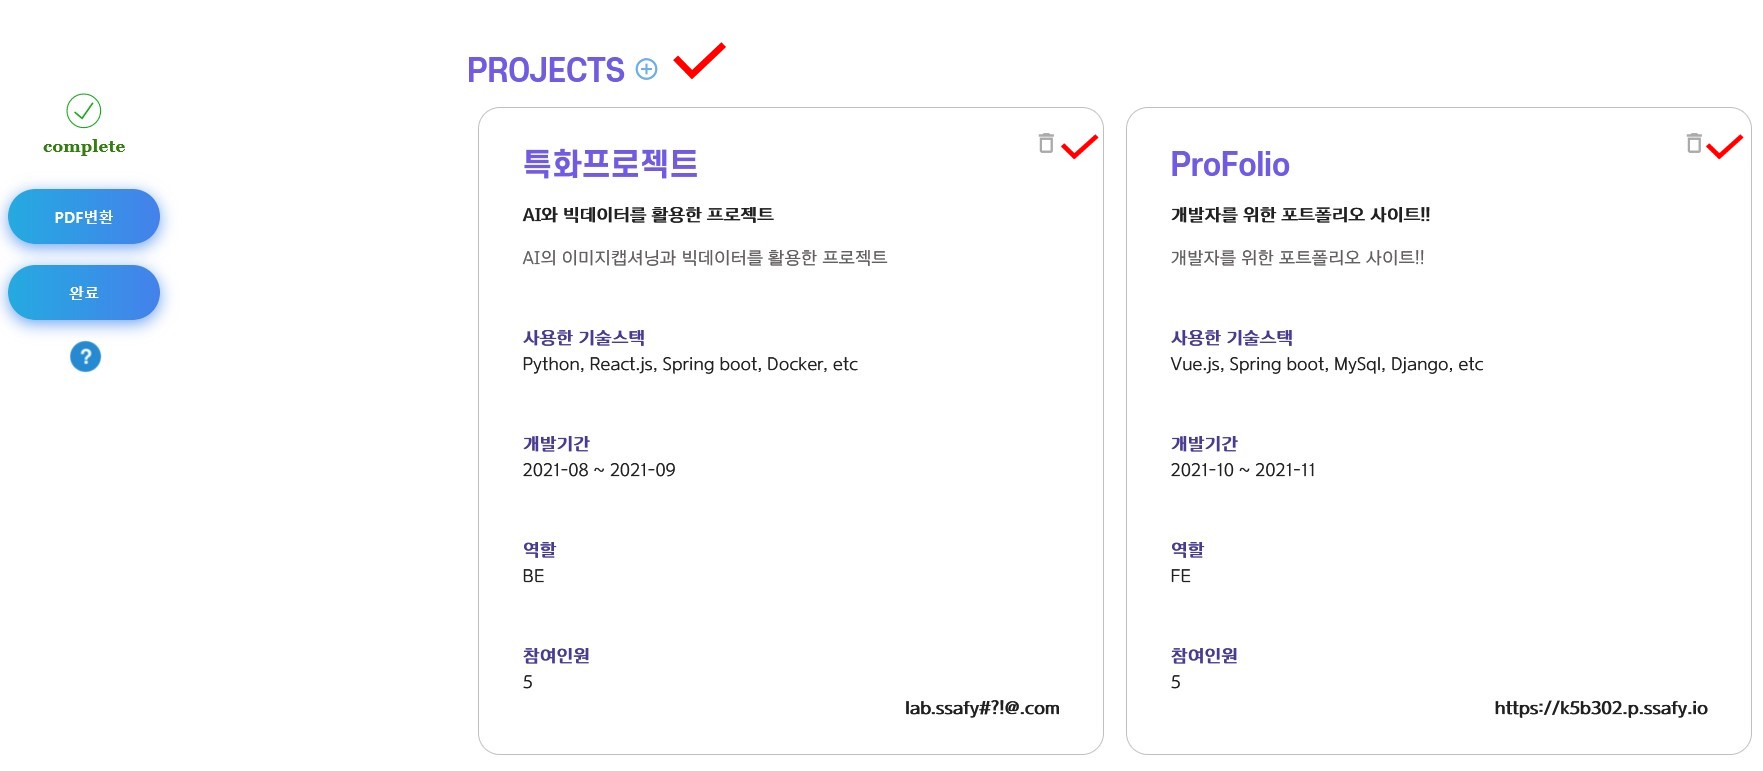 PROJECTS
complete
PDF변환
완료
?
특화프로젝트
AI와 빅데이터를 활용한 프로젝트
AI의 이미지캡셔닝과 빅데이터를 활용한 프로젝트
사용한 기술스택
Python, React.js, Spring boot, Docker, etc
개발기간
2021-08 ~ 2021-09
역할
BE
참여인원
5
lab.ssafy#?!@.com
ProFolio
개발자를 위한 포트폴리오 사이트!!
개발자를 위한 포트폴리오 사이트!!
사용한 기술스택
Vue.js, Spring boot, MySql, Django, etc
개발기간
2021-10 ~ 2021-11
역할
FE
참여인원
5
https://k5b302.p.ssafy.io